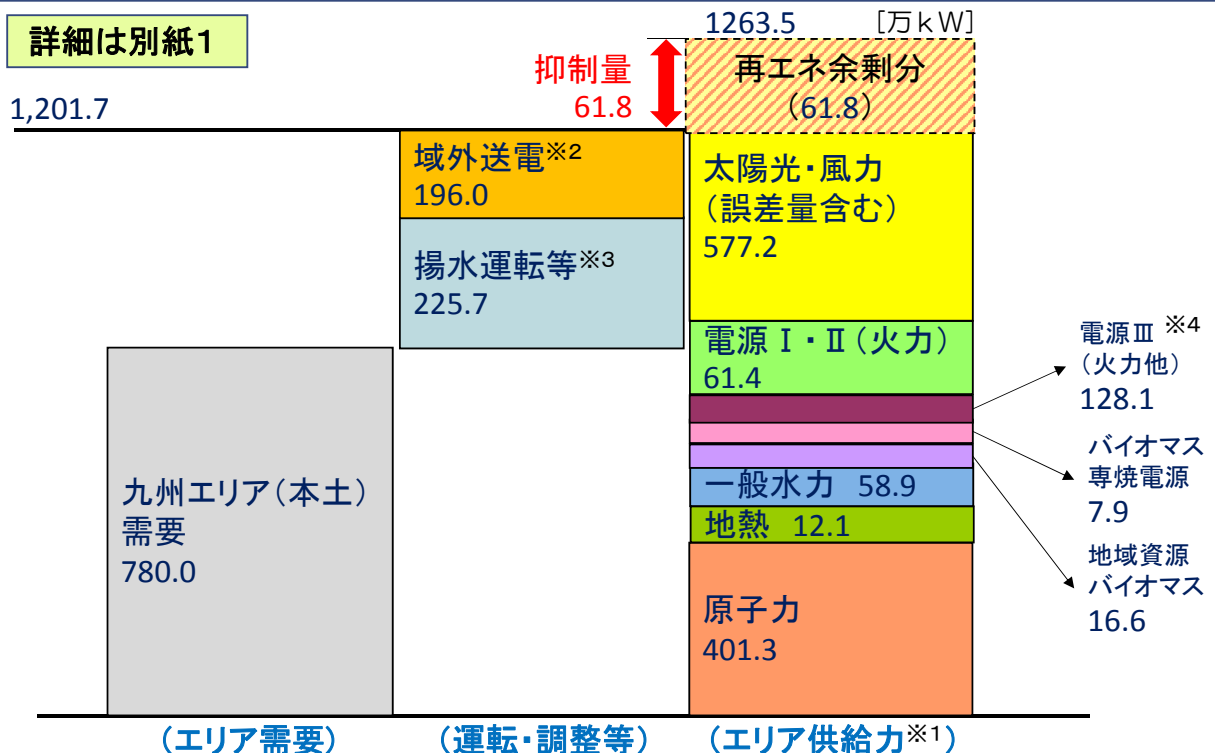 詳細は別紙1
1263.5 [万kW]
抑制量
61.8
再エネ余剰分
(61.8)
1,201.7
域外送電※2
196.0
揚水運転等※3
225.7
太陽光・風力
(誤差量含む)
577.2
電源Ⅰ・Ⅱ(火力)
61.4
電源Ⅲ ※4
(火力他)
128.1
バイオマス
専焼電源
7.9
地域資源
バイオマス
16.6
一般水力 58.9
地熱 12.1
原子力
401.3
九州エリア(本土)
需要
780.0
(エリア需要)
(運転・調整等)
(エリア供給力※1)